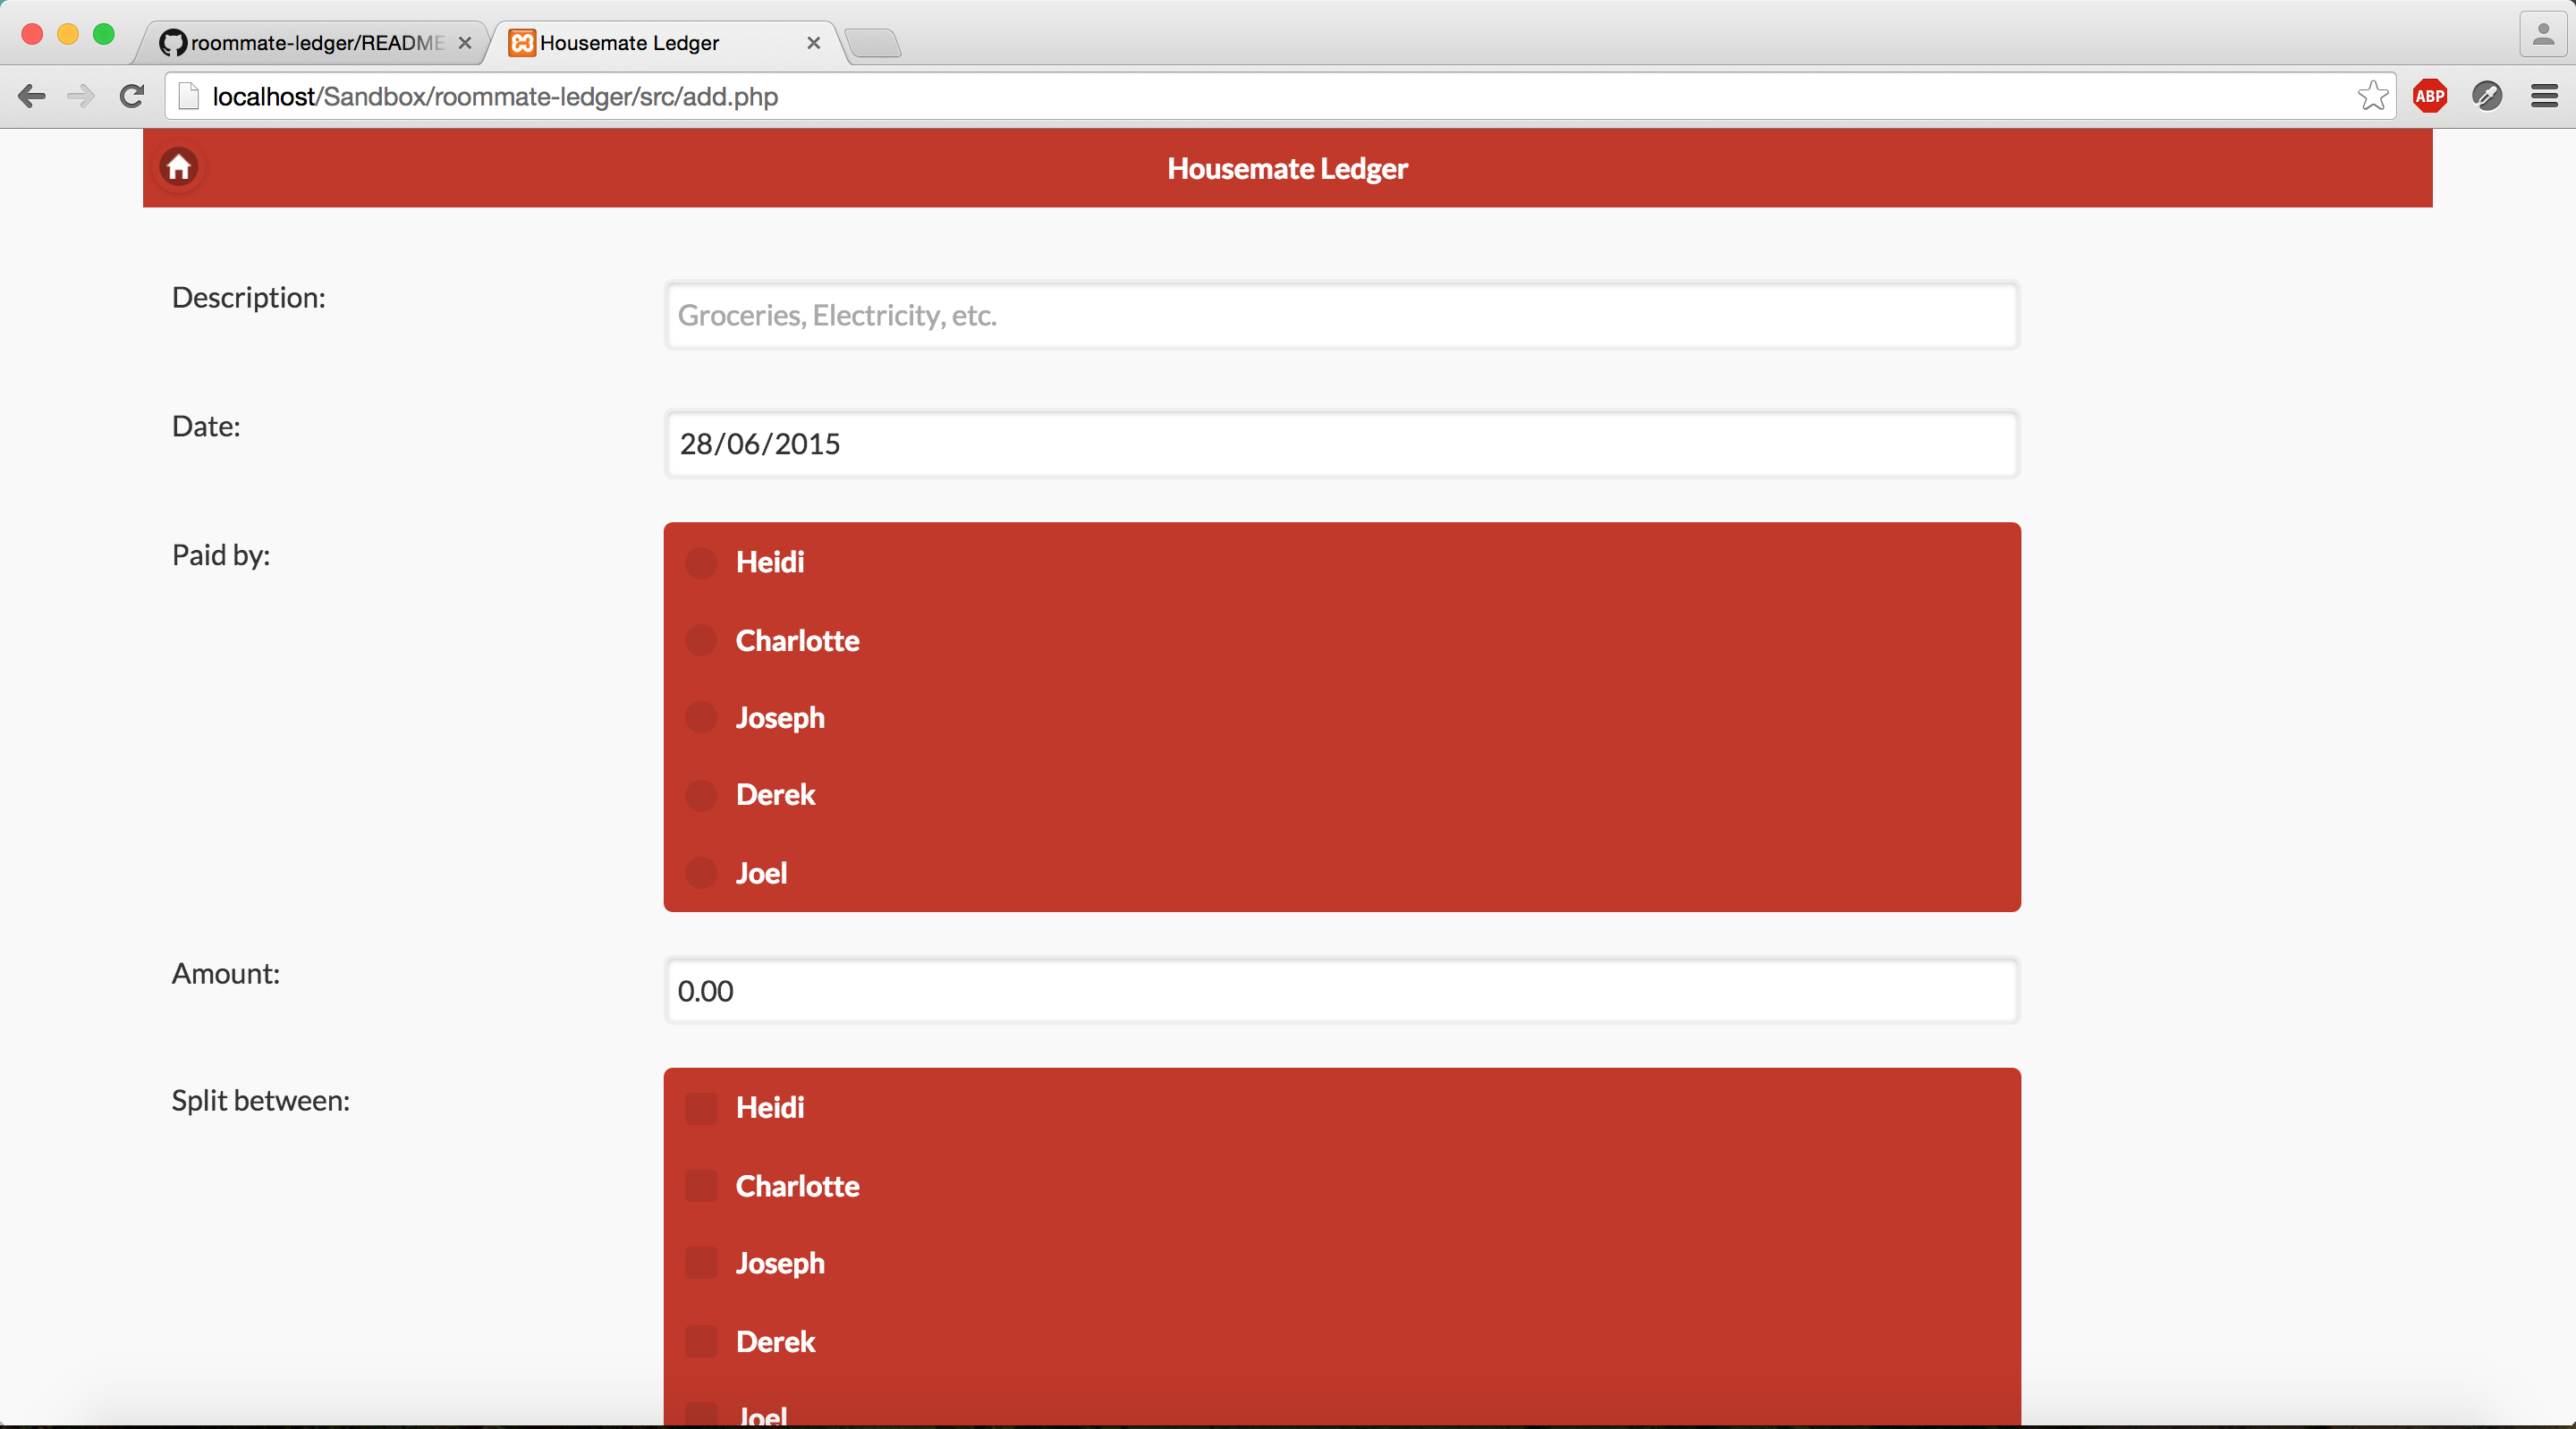 roommate-ledger/README
Housemate Ledger
localhost/Sandbox/roommate-ledger/src/add.php
ABP
Housemate Ledger
Description:
Groceries, Electricity, etc.
Date:
28/06/2015
Paid by:
Heidi
Charlotte
Joseph
Derek
Joel
Amount:
0.00
Split between:
Heidi
Charlotte
Joseph
Derek
Joel